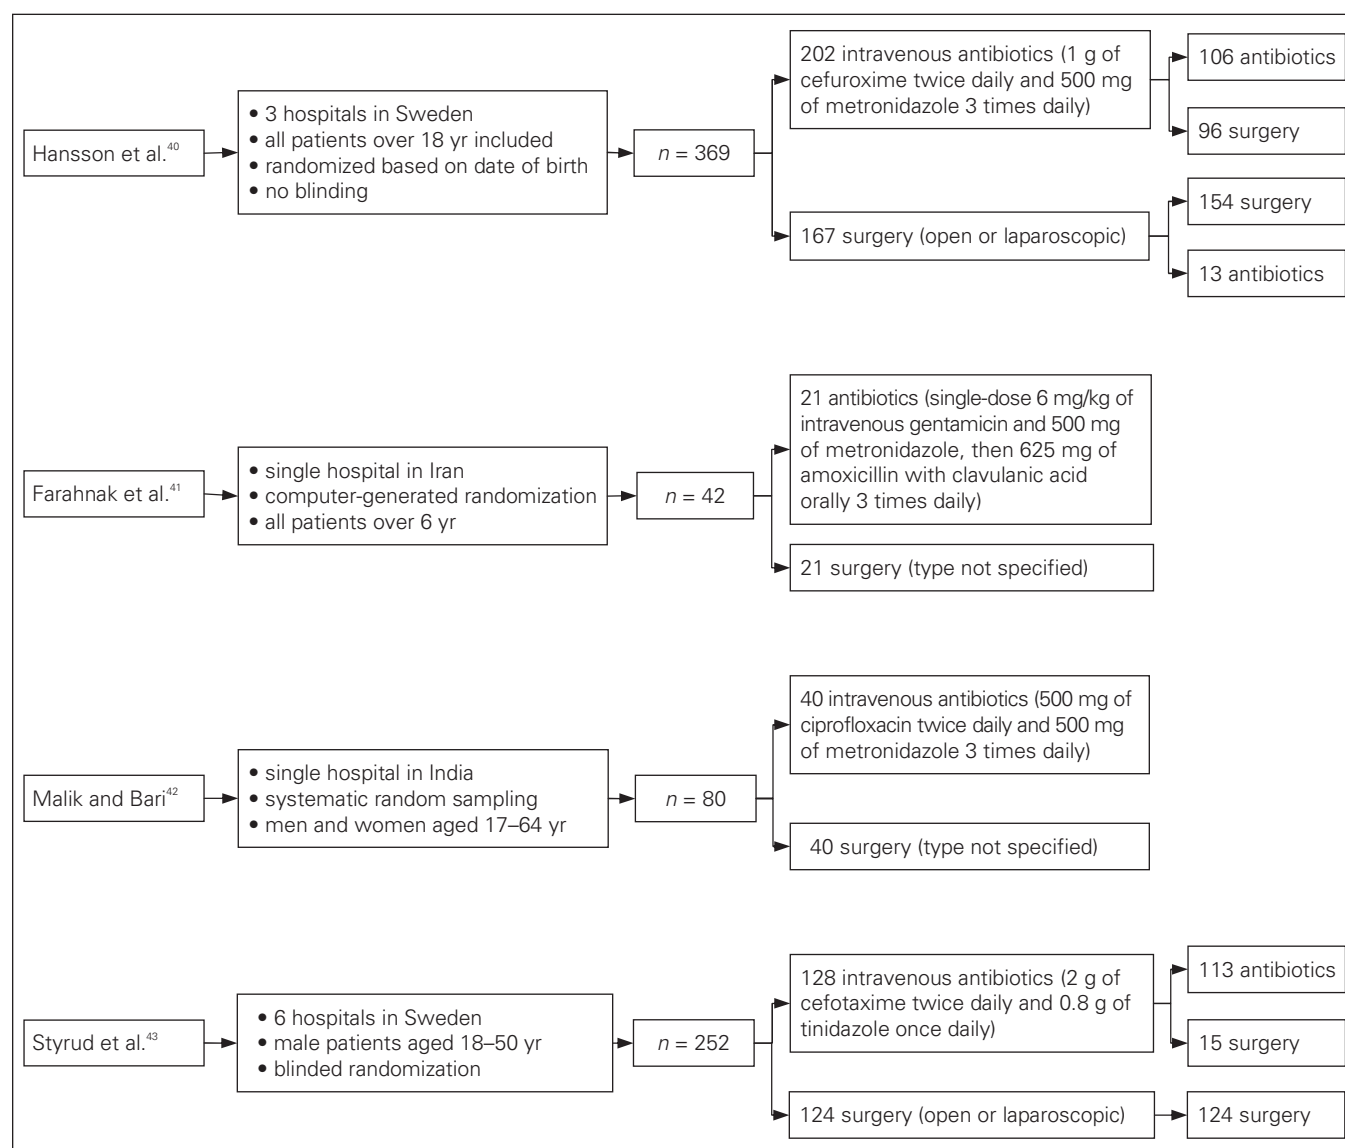 Hansson et al.40
• 3 hospitals in Sweden
• all patients over 18 yr included
• randomized based on date of birth
• no blinding
n = 369
202 intravenous antibiotics (1 g of
cefuroxime twice daily and 500 mg
of metronidazole 3 times daily)
106 antibiotics
96 surgery
167 surgery (open or laparoscopic)
154 surgery
13 antibiotics
Farahnak et al.41
• single hospital in Iran
• computer-generated randomization
• all patients over 6 yr
n = 42
21 antibiotics (single-dose 6 mg/kg of
intravenous gentamicin and 500 mg
of metronidazole, then 625 mg of
amoxicillin with clavulanic acid
orally 3 times daily)
21 surgery (type not specified)
Malik and Bari42
• single hospital in India
• systematic random sampling
• men and women aged 17–64 yr
n = 80
40 intravenous antibiotics (500 mg of
ciprofloxacin twice daily and 500 mg
of metronidazole 3 times daily)
40 surgery (type not specified)
Styrud et al.43
• 6 hospitals in Sweden
• male patients aged 18–50 yr
• blinded randomization
n = 252
128 intravenous antibiotics (2 g of
cefotaxime twice daily and 0.8 g of
tinidazole once daily)
113 antibiotics
15 surgery
124 surgery (open or laparoscopic)
124 surgery